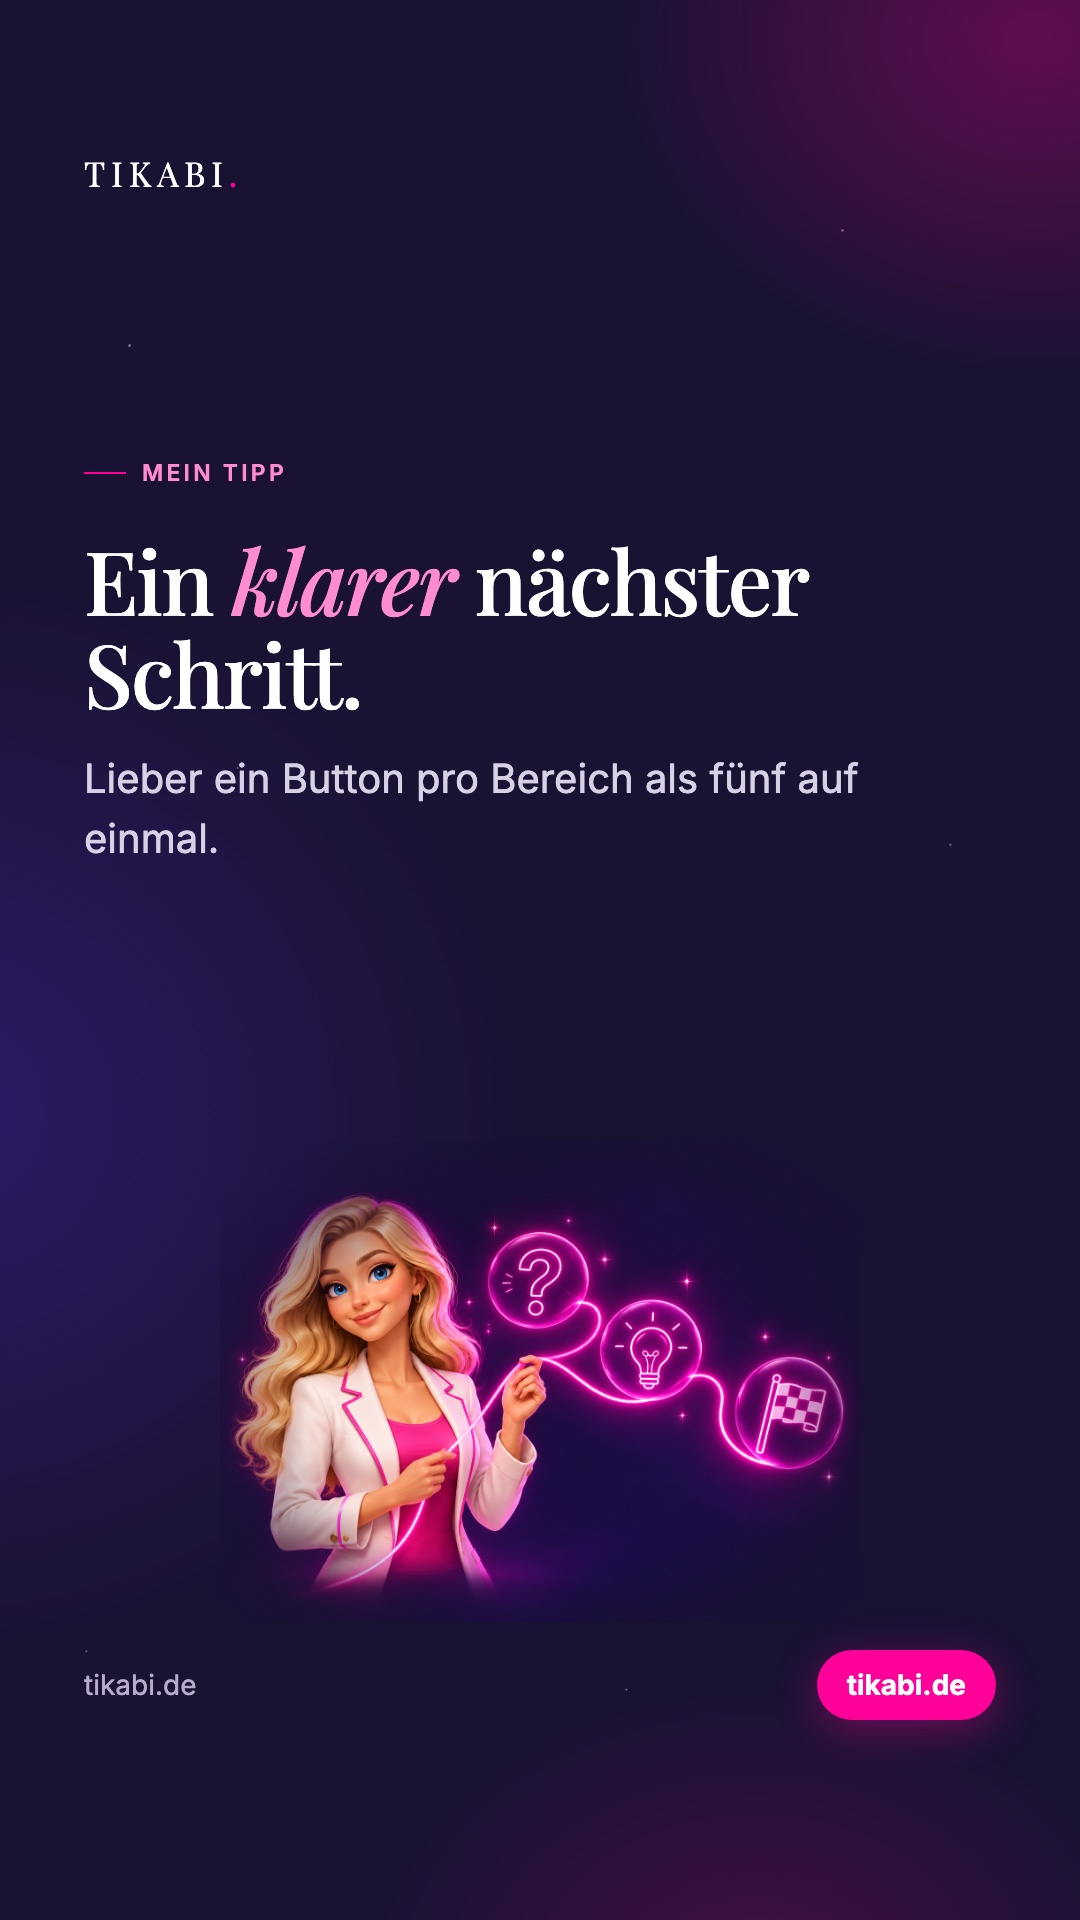 TIKABI.
MEIN TIPP
Ein klarer nächster
Schritt.
Lieber ein Button pro Bereich als fünf auf
einmal.
?
tikabi.de
tikabi.de